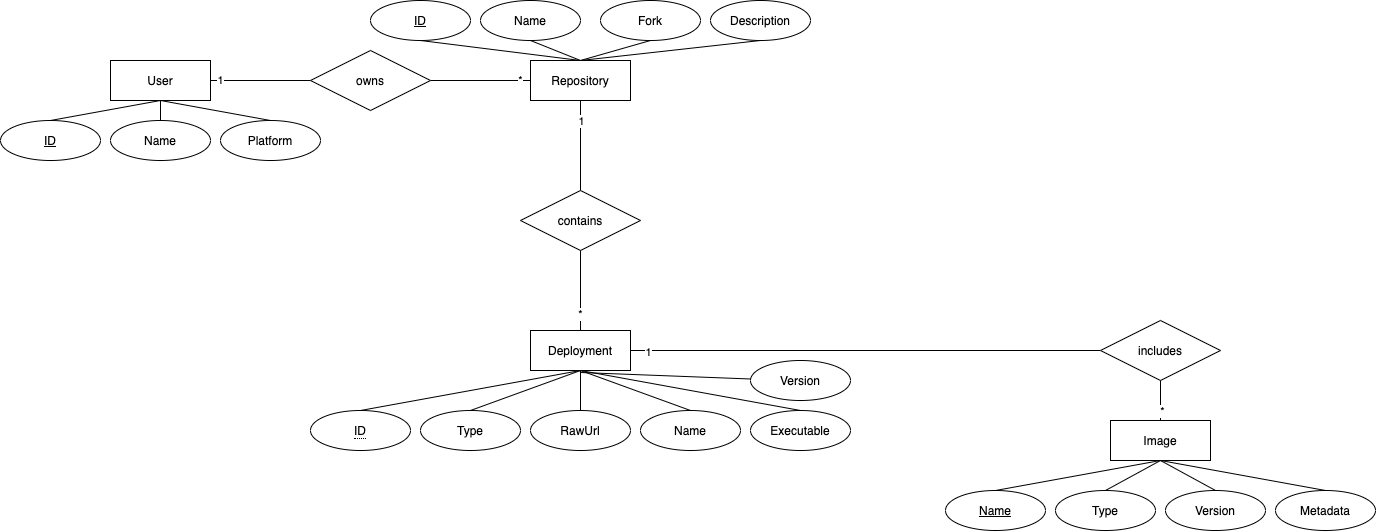 ID
Name
Fork
Description
User
1
owns
*
Repository
ID
Name
Platform
1
contains
*
Deployment
1
includes
Version
*
ID
Type
RawUrl
Name
Executable
Image
Name
Type
Version
Metadata